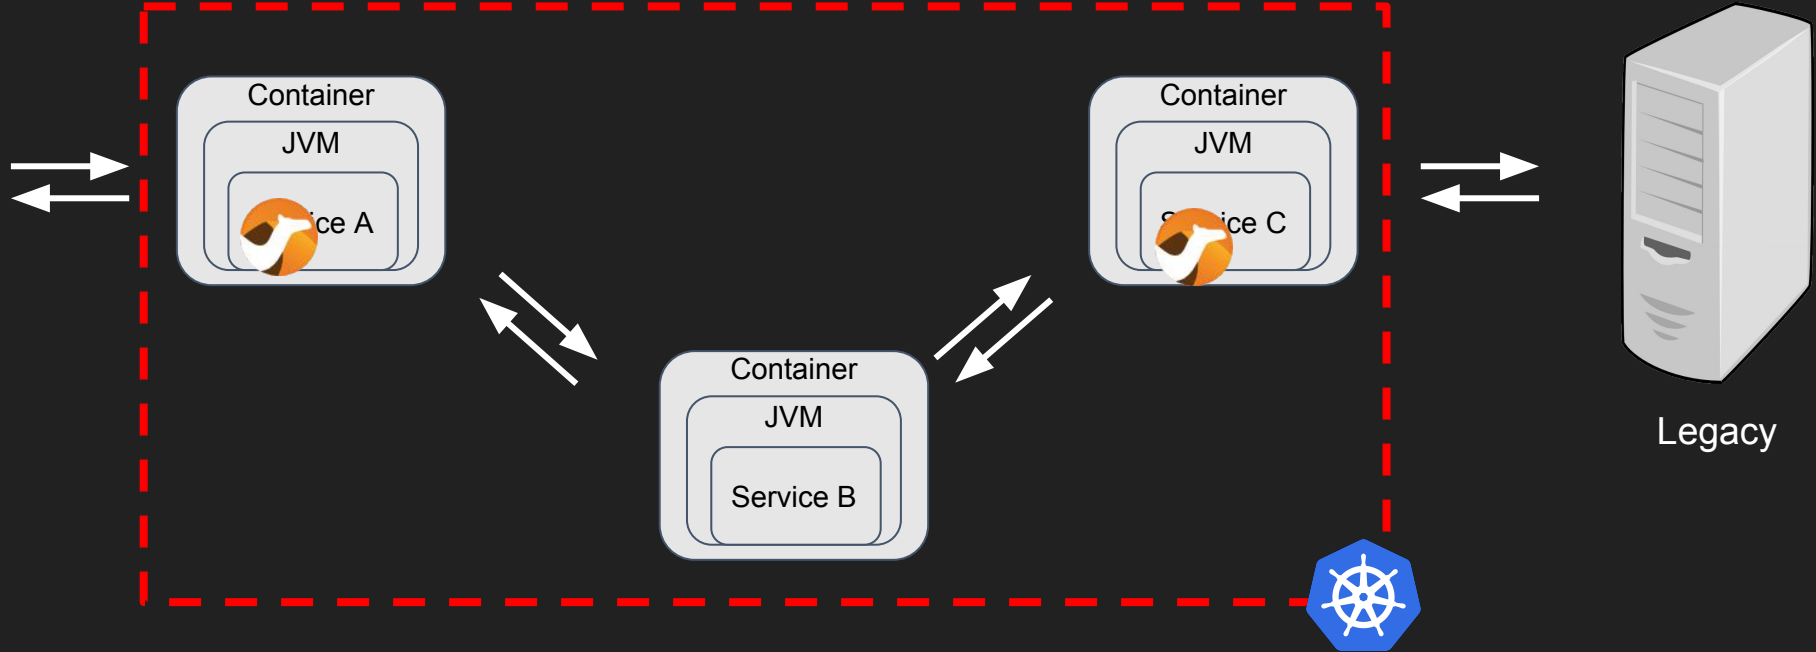 Container
JVM
ice A
Container
JVM
ice C
Container
JVM
Service B
Legacy